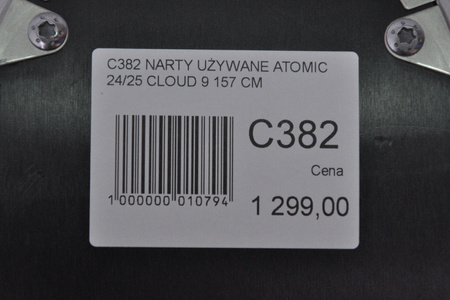 C382 NARTY UŻYWANE ATOMIC
24/25 CLOUD 9 157 CM
C382
Cena
1 000000 010794
1 299,00